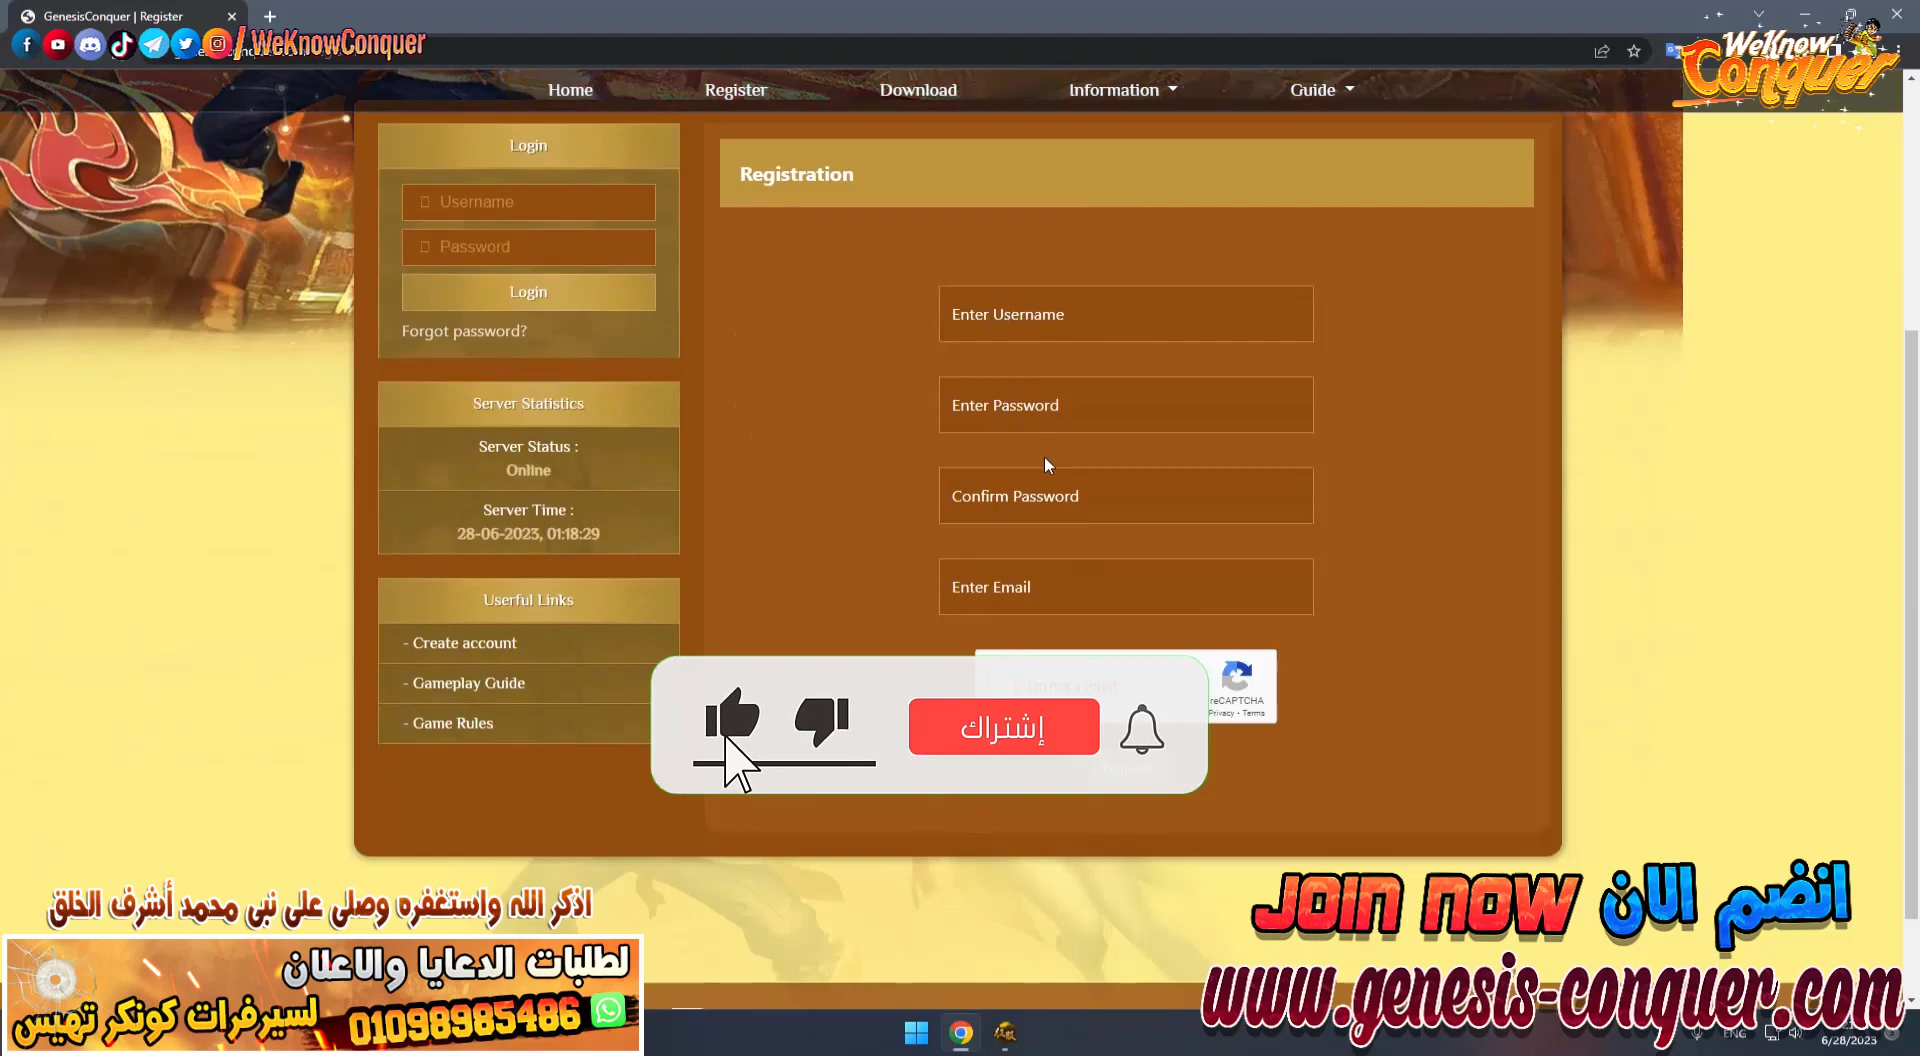 GenesisConquer | Register
/WeKnowConquer
WeKnow
Conquer
Home
Register
Download
Information
Guide
Login
Username
Password
Login
Forgot password?
Server Statistics
Server Status :
Online
Server Time :
28-06-2023, 01:18:29
Userful Links
- Create account
- Gameplay Guide
- Game Rules
Registration
Enter Username
Enter Password
Confirm Password
Enter Email
I'm not a robot
reCAPTCHA
Privacy - Terms
إشتراك
اذكر الله واستغفره وصلى على نبى محمد أشرف الخلق
لطلبات الدعايا والاعلان
لسيرفرات كونكر تهيس
01098985486
JOIN NOW انضم الان
www.genesis-conquer.com
ENG
6/28/2023